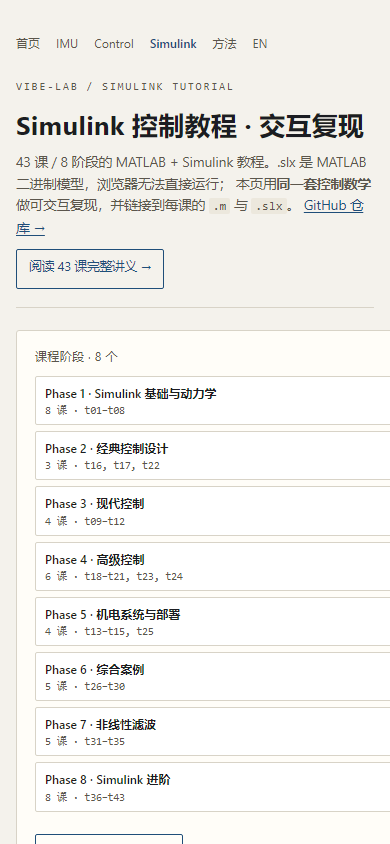 首页 IMU Control Simulink 方法 EN
VIBE-LAB / SIMULINK TUTORIAL
Simulink 控制教程 · 交互复现
43 课 / 8 阶段的 MATLAB + Simulink 教程。.slx 是 MATLAB
二进制模型，浏览器无法直接运行； 本页用同一套控制数学
做可交互复现，并链接到每课的 .m 与 .slx 。 GitHub 仓
库 →
阅读 43 课完整讲义 →
课程阶段 · 8 个
Phase 1 · Simulink 基础与动力学
8 课 · t01–t08
Phase 2 · 经典控制设计
3 课 · t16, t17, t22
Phase 3 · 现代控制
4 课 · t09–t12
Phase 4 · 高级控制
6 课 · t18–t21, t23, t24
Phase 5 · 机电系统与部署
4 课 · t13–t15, t25
Phase 6 · 综合案例
5 课 · t26–t30
Phase 7 · 非线性滤波
5 课 · t31–t35
Phase 8 · Simulink 进阶
8 课 · t36–t43